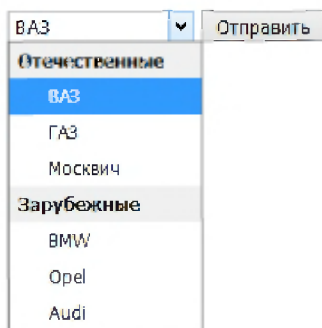 ВАЗ Отправить
Отечественные
ВАЗ
ГАЗ
Москвич
Зарубежные
BMW
Opel
Audi